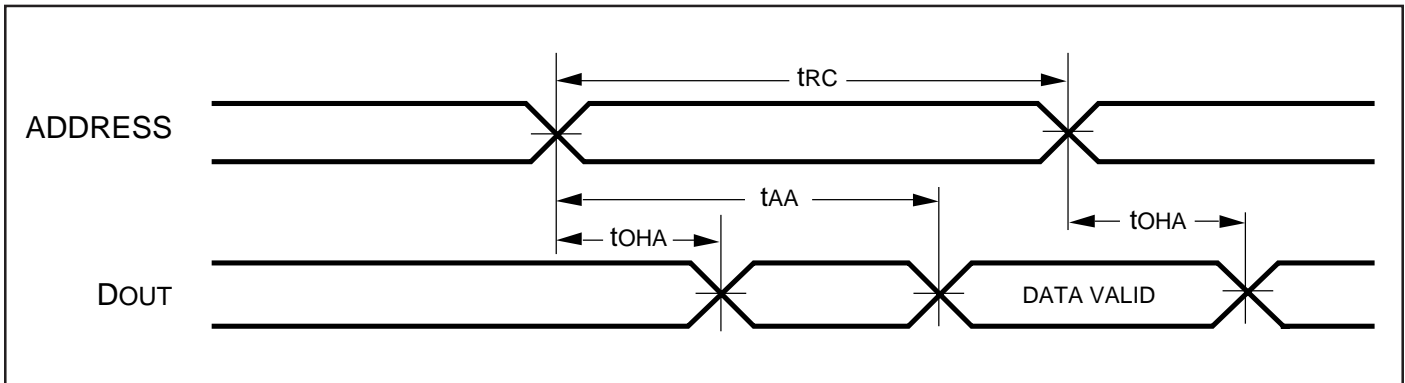 tRC
ADDRESS
tAA
tOHA
tOHA
DOUT
DATA VALID